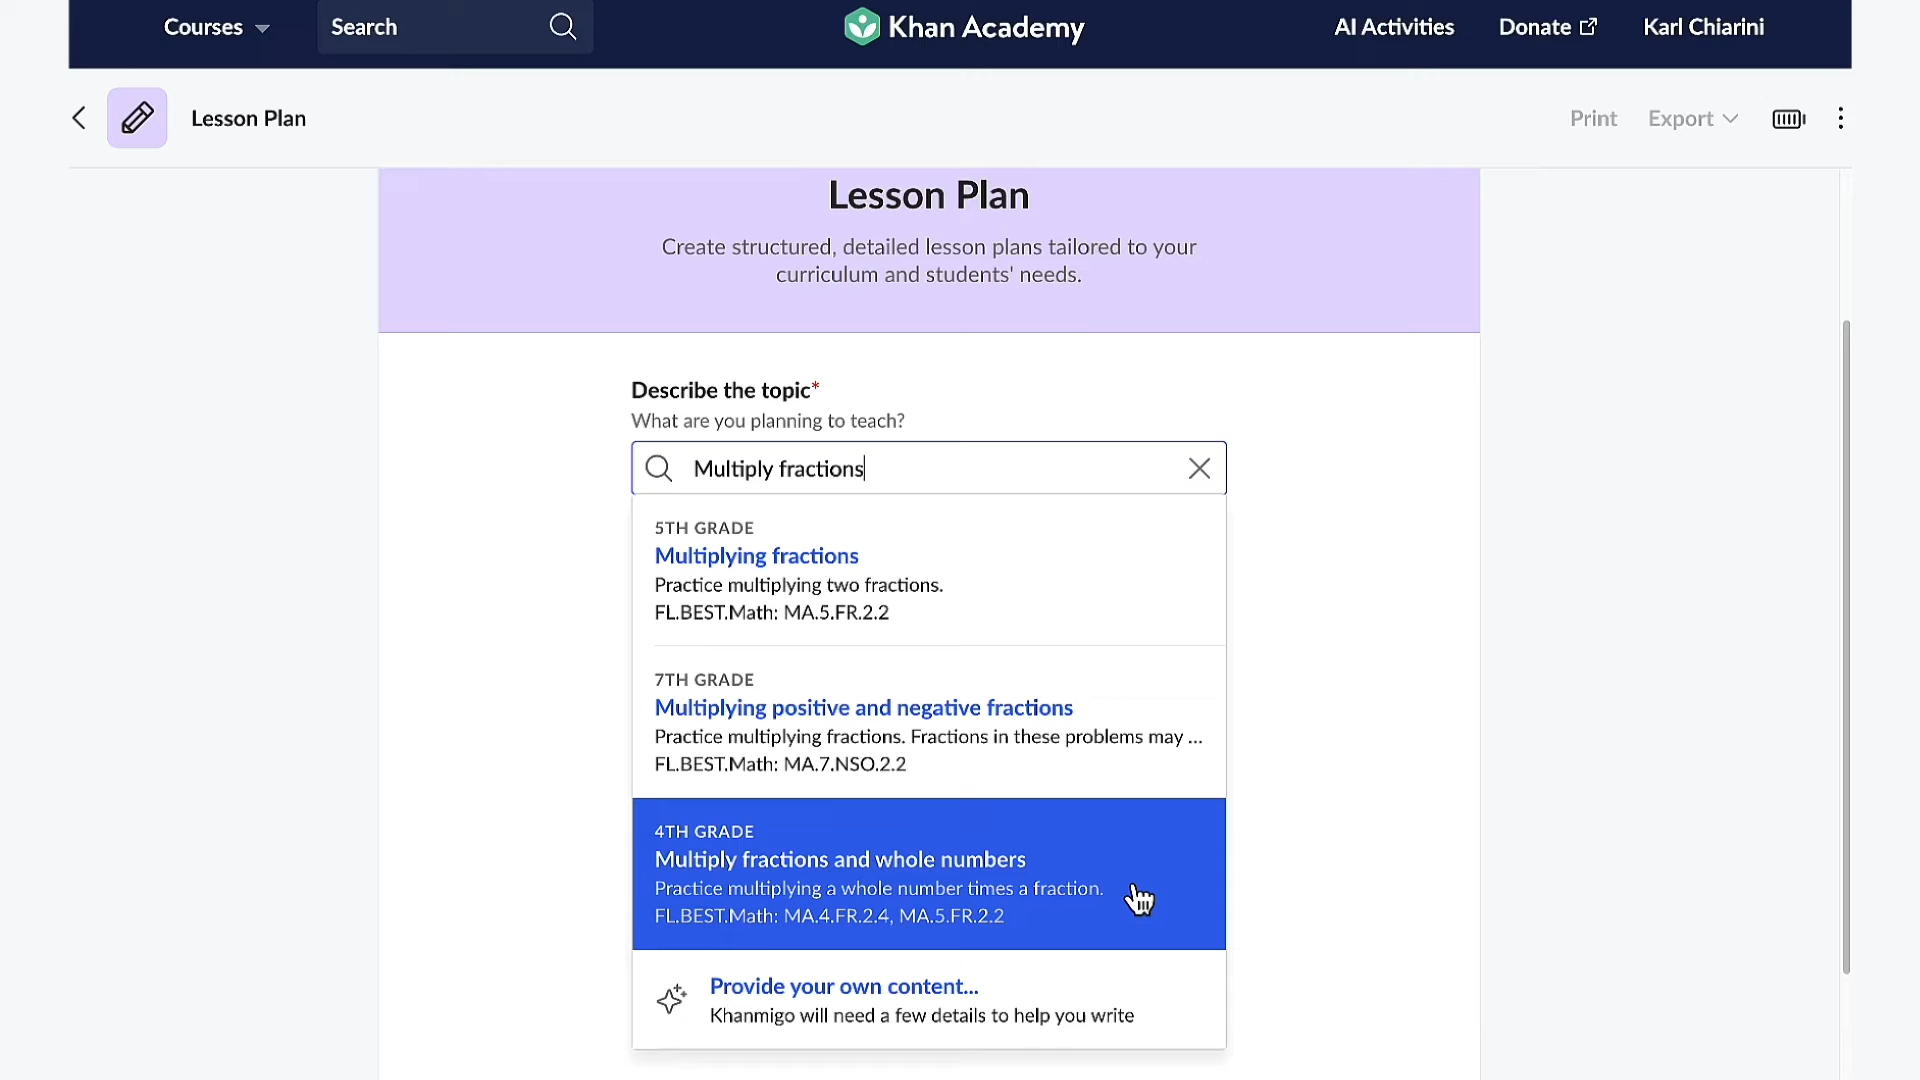 Courses
Search
Khan Academy
AI Activities
Donate
Karl Chiarini
Lesson Plan
Print
Export
Lesson Plan
Create structured, detailed lesson plans tailored to your
curriculum and students' needs.
Describe the topic*
What are you planning to teach?
Multiply fractions
5TH GRADE
Multiplying fractions
Practice multiplying two fractions.
FL.BEST.Math: MA.5.FR.2.2
7TH GRADE
Multiplying positive and negative fractions
Practice multiplying fractions. Fractions in these problems may ...
FL.BEST.Math: MA.7.NSO.2.2
4TH GRADE
Multiply fractions and whole numbers
Practice multiplying a whole number times a fraction.
FL.BEST.Math: MA.4.FR.2.4, MA.5.FR.2.2
Provide your own content...
Khanmigo will need a few details to help you write